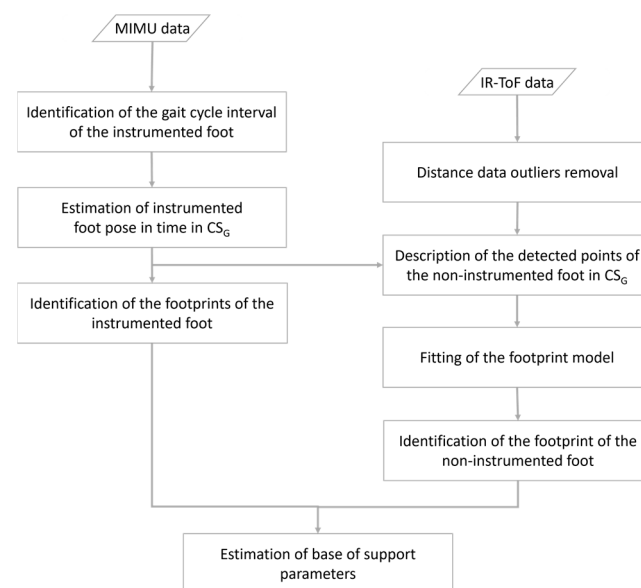 MIMU data
Identification of the gait cycle interval
of the instrumented foot
Estimation of instrumented
foot pose in time in CS_G
Identification of the footprints of the
instrumented foot
IR-ToF data
Distance data outliers removal
Description of the detected points of
the non-instrumented foot in CS_G
Fitting of the footprint model
Identification of the footprint of the
non-instrumented foot
Estimation of base of support
parameters